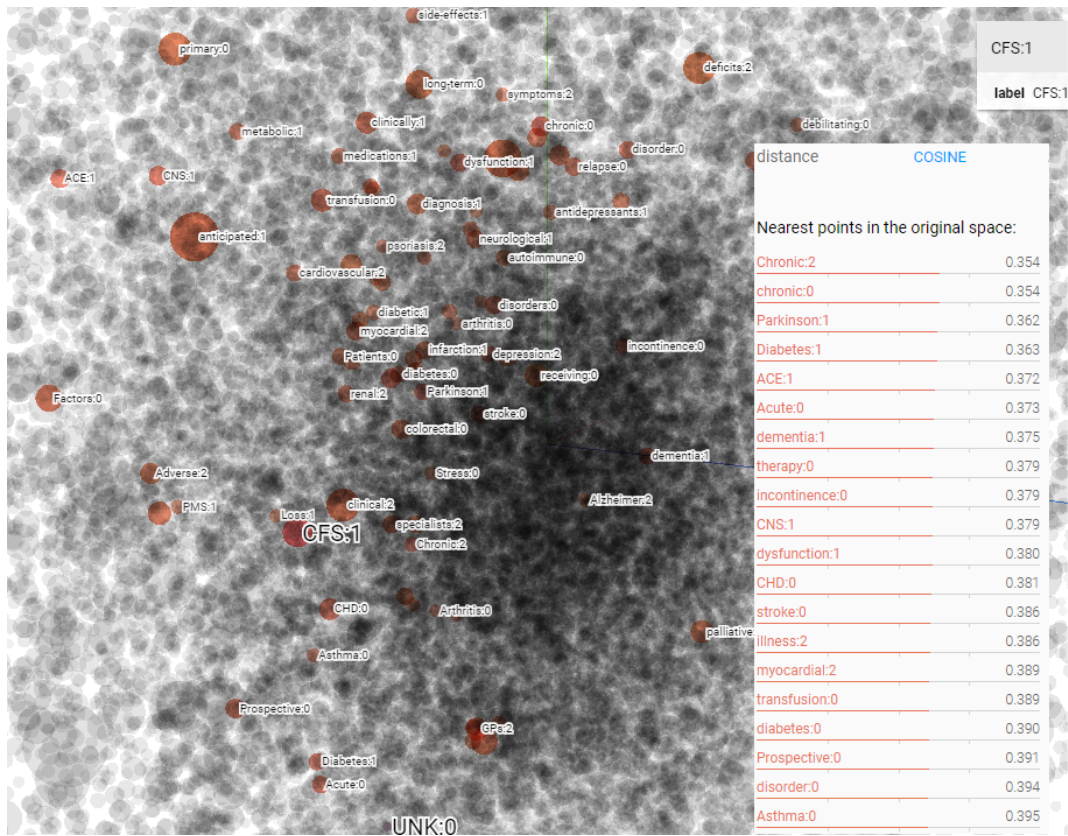 side-effects:1
primary:0
deficits:2
long-term:0
symptoms:2
clinically:1
chronic:0
debilitating:0
metabolic:1
disorder:0
medications:1
dysfunction:1
relapse:0
ACE:1
CNS:1
transfusion:0
diagnosis:1
antidepressants:1
anticipated:1
neurological:1
psoriasis:2
autoimmune:0
cardiovascular:2
disorders:0
diabetic:1
arthritis:0
myocardial:2
incontinence:0
Patients:0
infarction:1
depression:2
diabetes:0
receiving:0
renal:2
Parkinson:1
Factors:0
stroke:0
colorectal:0
dementia:1
Adverse:2
Stress:0
Alzheimer:2
PMS:1
clinical:2
Loss:1
CFS:1
specialists:2
Chronic:2
CHD:0
Arthritis:0
palliative
Asthma:0
Prospective:0
GPs:2
Diabetes:1
Acute:0
UNK:0
CFS:1
label CFS:1
distance COSINE
Nearest points in the original space:
Chronic:2 0.354
chronic:0 0.354
Parkinson:1 0.362
Diabetes:1 0.363
ACE:1 0.372
Acute:0 0.373
dementia:1 0.375
therapy:0 0.379
incontinence:0 0.379
CNS:1 0.379
dysfunction:1 0.380
CHD:0 0.381
stroke:0 0.386
illness:2 0.386
myocardial:2 0.389
transfusion:0 0.389
diabetes:0 0.390
Prospective:0 0.391
disorder:0 0.394
Asthma:0 0.395